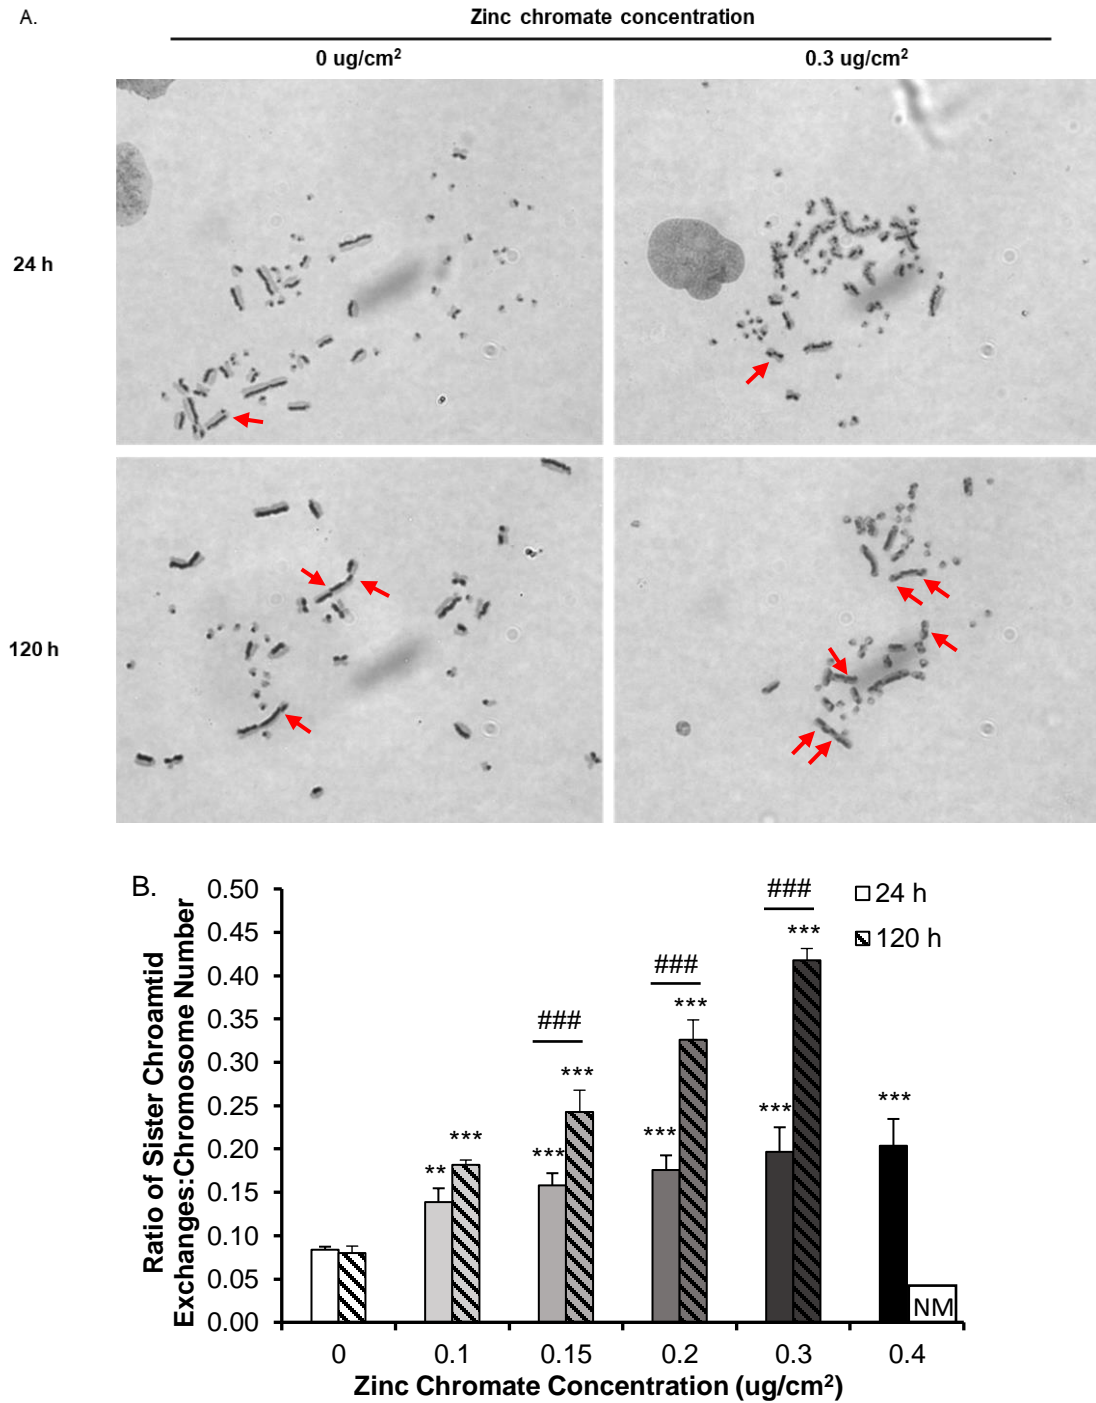 A.
Zinc chromate concentration
0 ug/cm²
0.3 ug/cm²
24 h
120 h
B.
Ratio of Sister Chroamtid
Exchanges:Chromosome Number
0.50
0.45
0.40
0.35
0.30
0.25
0.20
0.15
0.10
0.05
0.00
24 h
120 h
**
***
***
***
###
***
***
###
***
***
###
***
NM
0
0.1
0.15
0.2
0.3
0.4
Zinc Chromate Concentration (ug/cm²)